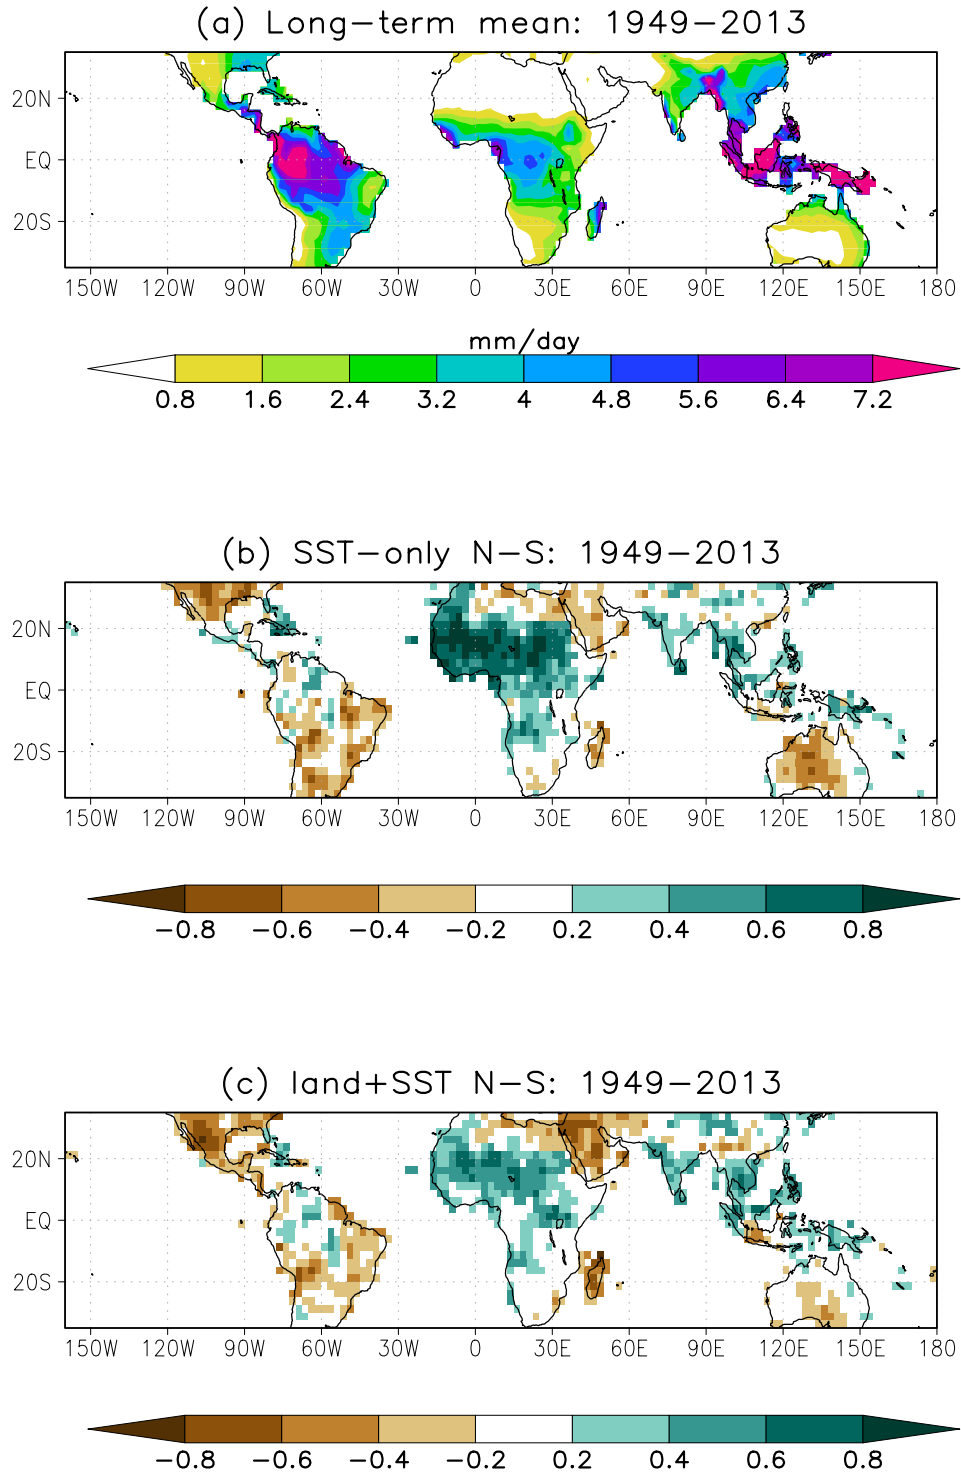 (a) Long-term mean: 1949-2013
20N
EQ
20S
150W 120W 90W 60W 30W 0 30E 60E 90E 120E 150E 180
mm/day
0.8 1.6 2.4 3.2 4 4.8 5.6 6.4 7.2
(b) SST-only N-S: 1949-2013
20N
EQ
20S
150W 120W 90W 60W 30W 0 30E 60E 90E 120E 150E 180
-0.8 -0.6 -0.4 -0.2 0.2 0.4 0.6 0.8
(c) land+SST N-S: 1949-2013
20N
EQ
20S
150W 120W 90W 60W 30W 0 30E 60E 90E 120E 150E 180
-0.8 -0.6 -0.4 -0.2 0.2 0.4 0.6 0.8